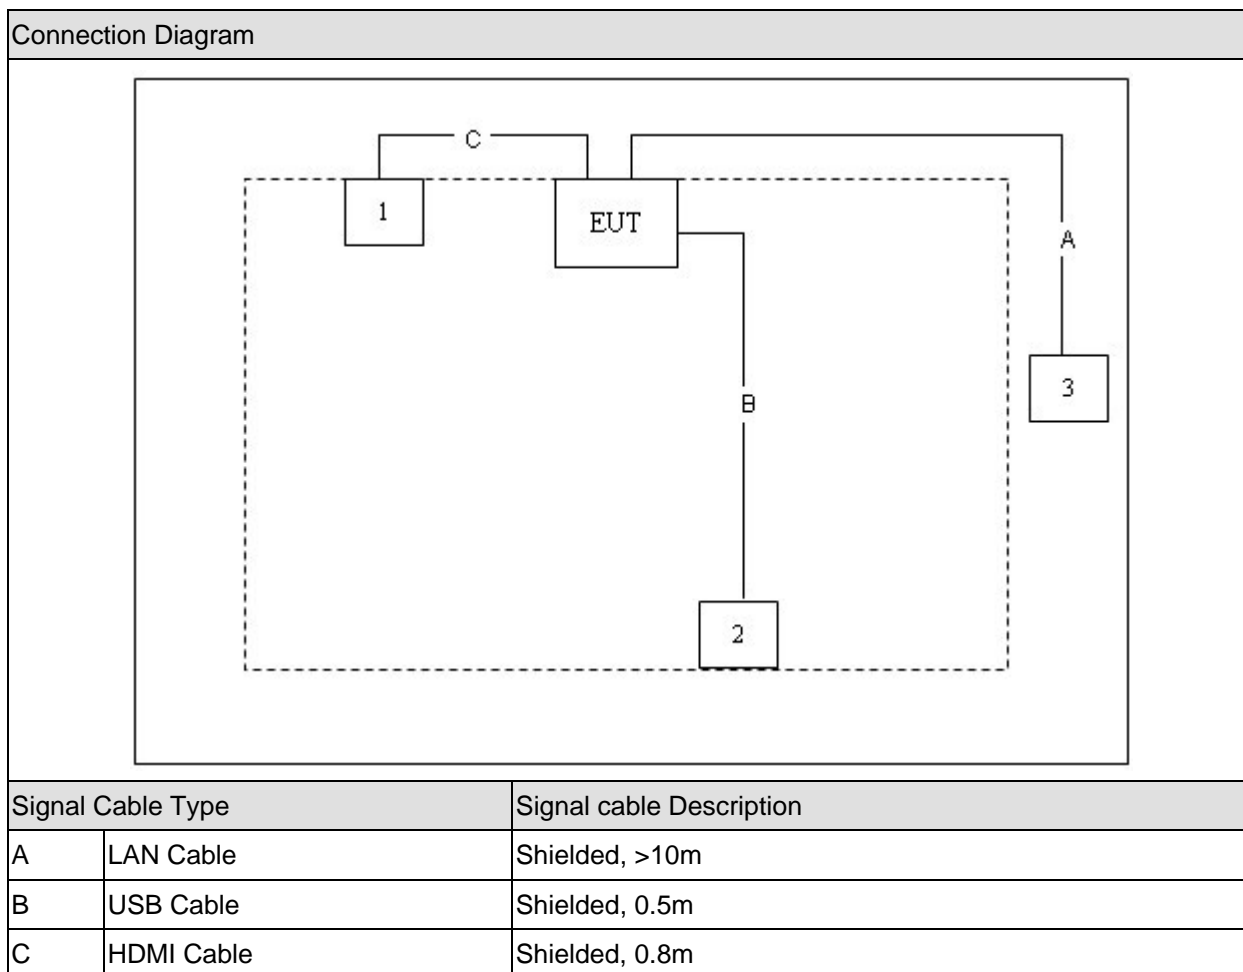 Connection Diagram
C
1
EUT
A
3
B
2
Signal Cable Type Signal cable Description
A LAN Cable Shielded, >10m
B USB Cable Shielded, 0.5m
C HDMI Cable Shielded, 0.8m